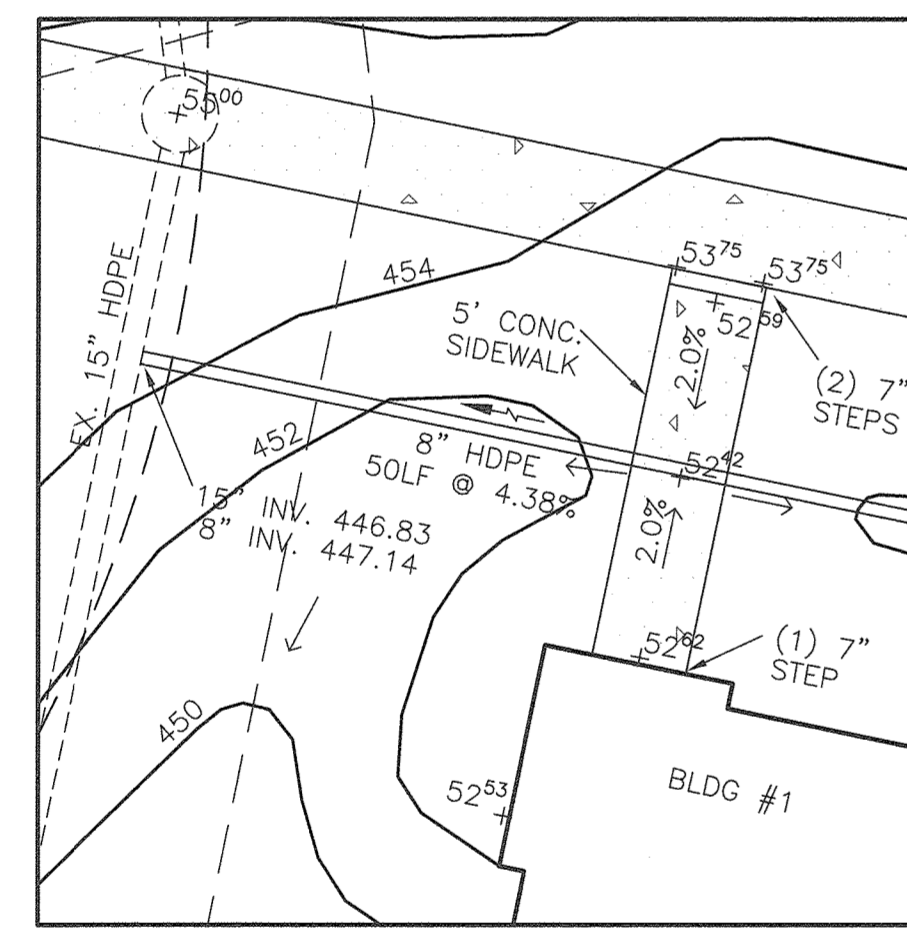 55⁰⁰
EX. 15" HDPE
454
53⁷⁵
53⁷⁵
52⁵⁹
5' CONC.
SIDEWALK
2.0%
(2) 7"
STEPS
452
8" HDPE
50LF @ 4.38%
52⁴²
15" INV. 446.83
8" INV. 447.14
2.0%
52⁶²
(1) 7"
STEP
450
52⁵³
BLDG #1